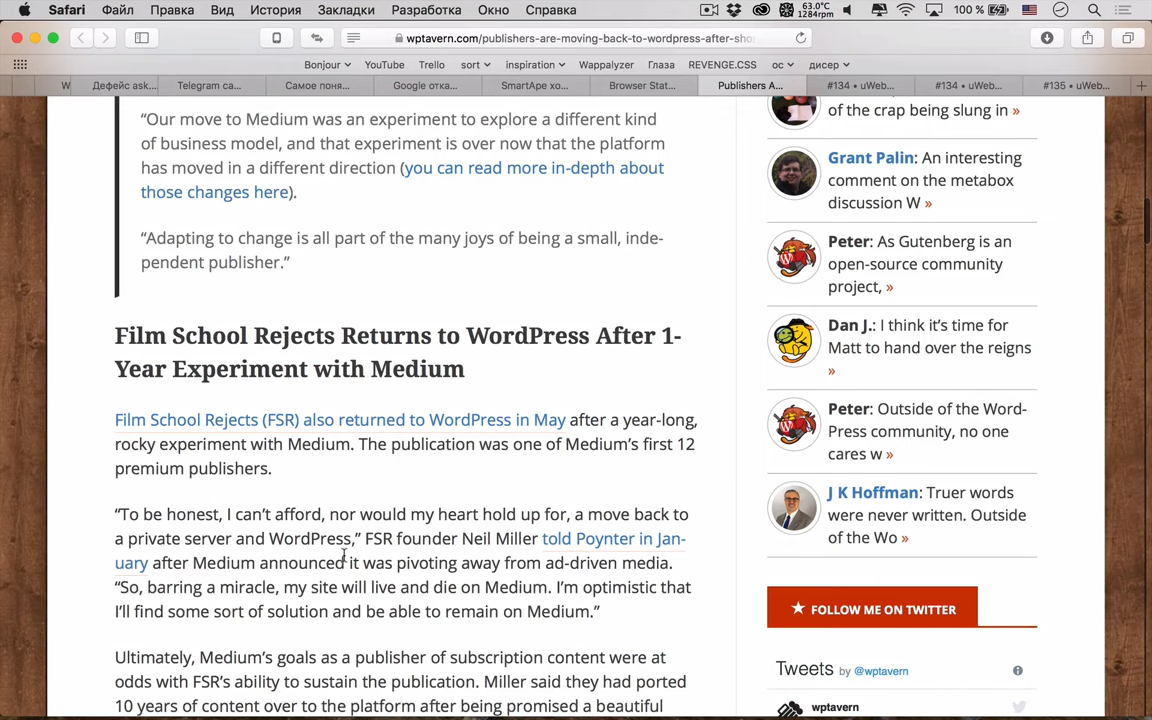 Safari Файл Правка Вид История Закладки Разработка Окно Справка 63.0°C 1284rpm 100 %
wptavern.com/publishers-are-moving-back-to-wordpress-after-sho
Bonjour YouTube Trello sort inspiration Wappalyzer Глаза REVENGE.CSS ос дисер
W Дефейс ask... Telegram ca... Самое поня... Google отка... SmartApe хо... Browser Stat... Publishers A... #134 • uWeb... #134 • uWeb... #135 • uWeb...
“Our move to Medium was an experiment to explore a different kind
of business model, and that experiment is over now that the platform
has moved in a different direction (you can read more in-depth about
those changes here).
“Adapting to change is all part of the many joys of being a small, inde-
pendent publisher.”
Film School Rejects Returns to WordPress After 1-
Year Experiment with Medium
Film School Rejects (FSR) also returned to WordPress in May after a year-long,
rocky experiment with Medium. The publication was one of Medium’s first 12
premium publishers.
“To be honest, I can’t afford, nor would my heart hold up for, a move back to
a private server and WordPress,” FSR founder Neil Miller told Poynter in Jan-
uary after Medium announced it was pivoting away from ad-driven media.
“So, barring a miracle, my site will live and die on Medium. I’m optimistic that
I’ll find some sort of solution and be able to remain on Medium.”
Ultimately, Medium’s goals as a publisher of subscription content were at
odds with FSR’s ability to sustain the publication. Miller said they had ported
10 years of content over to the platform after being promised a beautiful
of the crap being slung in »
Grant Palin: An interesting
comment on the metabox
discussion W »
Peter: As Gutenberg is an
open-source community
project, »
Dan J.: I think it’s time for
Matt to hand over the reigns
»
Peter: Outside of the Word-
Press community, no one
cares w »
J K Hoffman: Truer words
were never written. Outside
of the Wo »
★ FOLLOW ME ON TWITTER
Tweets by @wptavern
wptavern